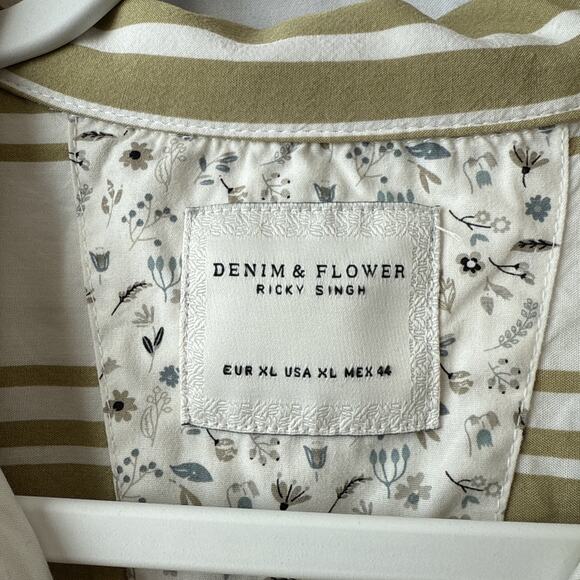 DENIM & FLOWER
RICKY SINGH
EUR XL USA XL MEX 44